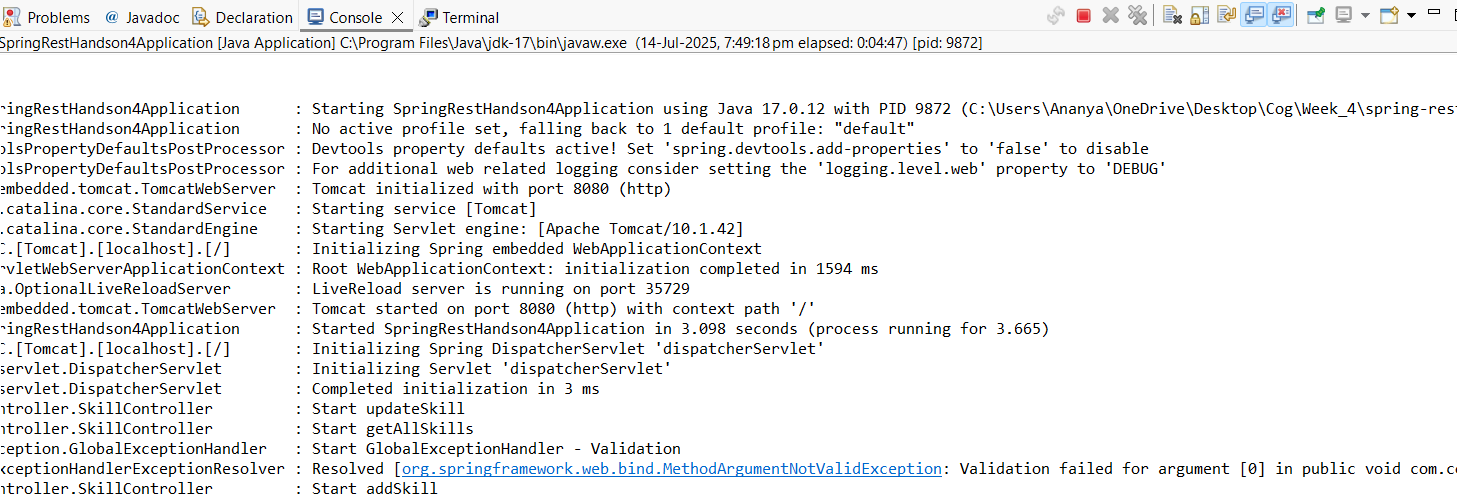 Problems @ Javadoc Declaration Console Terminal
SpringRestHandson4Application [Java Application] C:\Program Files\Java\jdk-17\bin\javaw.exe (14-Jul-2025, 7:49:18 pm elapsed: 0:04:47) [pid: 9872]
ringRestHandson4Application : Starting SpringRestHandson4Application using Java 17.0.12 with PID 9872 (C:\Users\Ananya\OneDrive\Desktop\Cog\Week_4\spring-res
ringRestHandson4Application : No active profile set, falling back to 1 default profile: "default"
olsPropertyDefaultsPostProcessor : Devtools property defaults active! Set 'spring.devtools.add-properties' to 'false' to disable
olsPropertyDefaultsPostProcessor : For additional web related logging consider setting the 'logging.level.web' property to 'DEBUG'
embedded.tomcat.TomcatWebServer : Tomcat initialized with port 8080 (http)
.catalina.core.StandardService : Starting service [Tomcat]
.catalina.core.StandardEngine : Starting Servlet engine: [Apache Tomcat/10.1.42]
C.[Tomcat].[localhost].[/] : Initializing Spring embedded WebApplicationContext
rvletWebServerApplicationContext : Root WebApplicationContext: initialization completed in 1594 ms
a.OptionalLiveReloadServer : LiveReload server is running on port 35729
embedded.tomcat.TomcatWebServer : Tomcat started on port 8080 (http) with context path '/'
ringRestHandson4Application : Started SpringRestHandson4Application in 3.098 seconds (process running for 3.665)
C.[Tomcat].[localhost].[/] : Initializing Spring DispatcherServlet 'dispatcherServlet'
servlet.DispatcherServlet : Initializing Servlet 'dispatcherServlet'
servlet.DispatcherServlet : Completed initialization in 3 ms
ntroller.SkillController : Start updateSkill
ntroller.SkillController : Start getAllSkills
ception.GlobalExceptionHandler : Start GlobalExceptionHandler - Validation
xceptionHandlerExceptionResolver : Resolved [org.springframework.web.bind.MethodArgumentNotValidException: Validation failed for argument [0] in public void com.co
ntroller.SkillController : Start addSkill